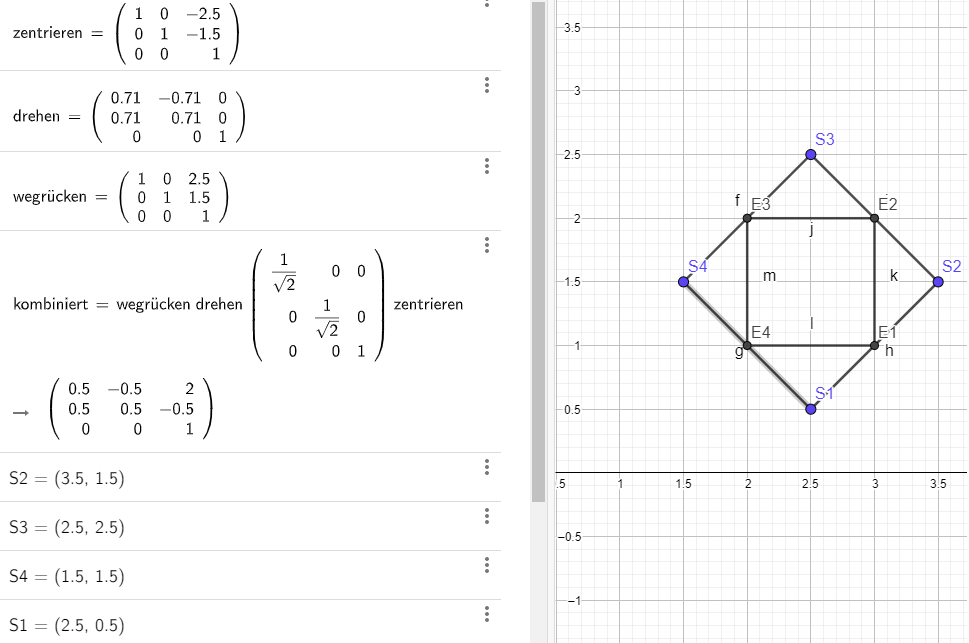 zentrieren = ( 1 0 −2.5
0 1 −1.5
0 0 1 )
drehen = ( 0.71 −0.71 0
0.71 0.71 0
0 0 1 )
wegrücken = ( 1 0 2.5
0 1 1.5
0 0 1 )
kombiniert = wegrücken drehen ( 1/√2 0 0
0 1/√2 0
0 0 1 ) zentrieren
→ ( 0.5 −0.5 2
0.5 0.5 −0.5
0 0 1 )
S2 = (3.5, 1.5)
S3 = (2.5, 2.5)
S4 = (1.5, 1.5)
S1 = (2.5, 0.5)
3.5
3
S3
2.5
f E3 E2
2
j
S4 S2
1.5
m k
l
E4 E1
1
g h
S1
0.5
.5 1 1.5 2 2.5 3 3.5
−0.5
−1